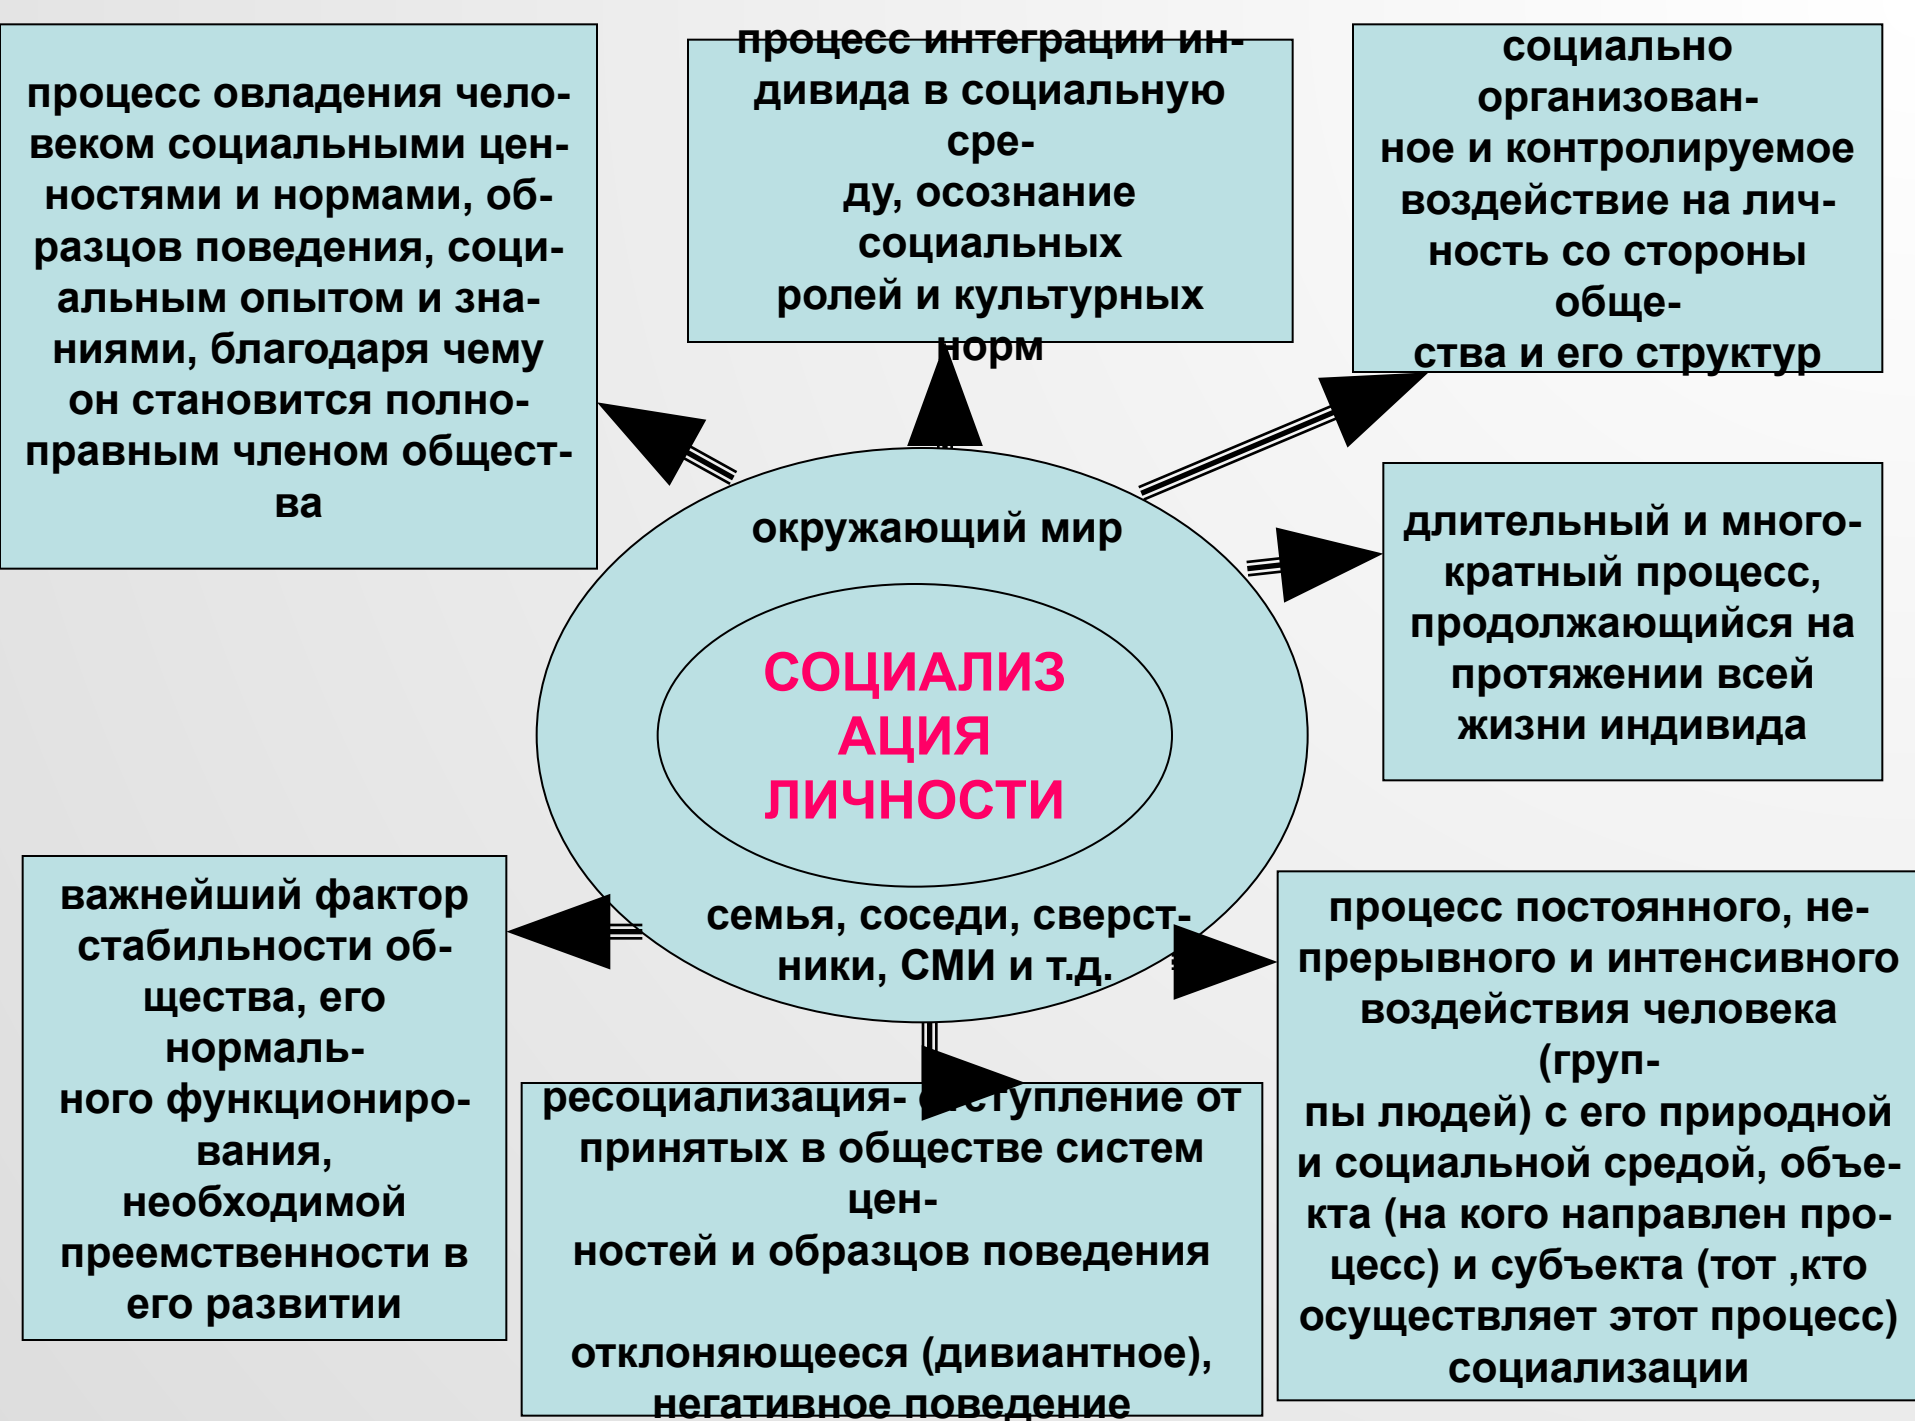 процесс овладения чело-
веком социальными цен-
ностями и нормами, об-
разцов поведения, соци-
альным опытом и зна-
ниями, благодаря чему
он становится полно-
правным членом общест-
ва
процесс интеграции ин-
дивида в социальную
сре-
ду, осознание
социальных
ролей и культурных
норм
социально
организован-
ное и контролируемое
воздействие на лич-
ность со стороны
обще-
ства и его структур
длительный и много-
кратный процесс,
продолжающийся на
протяжении всей
жизни индивида
окружающий мир
СОЦИАЛИЗ
АЦИЯ
ЛИЧНОСТИ
семья, соседи, сверст-
ники, СМИ и т.д.
важнейший фактор
стабильности об-
щества, его
нормаль-
ного функциониро-
вания,
необходимой
преемственности в
его развитии
ресоциализация- отступление от
принятых в обществе систем
цен-
ностей и образцов поведения
отклоняющееся (дивиантное),
негативное поведение
процесс постоянного, не-
прерывного и интенсивного
воздействия человека
(груп-
пы людей) с его природной
и социальной средой, объе-
кта (на кого направлен про-
цесс) и субъекта (тот ,кто
осуществляет этот процесс)
социализации